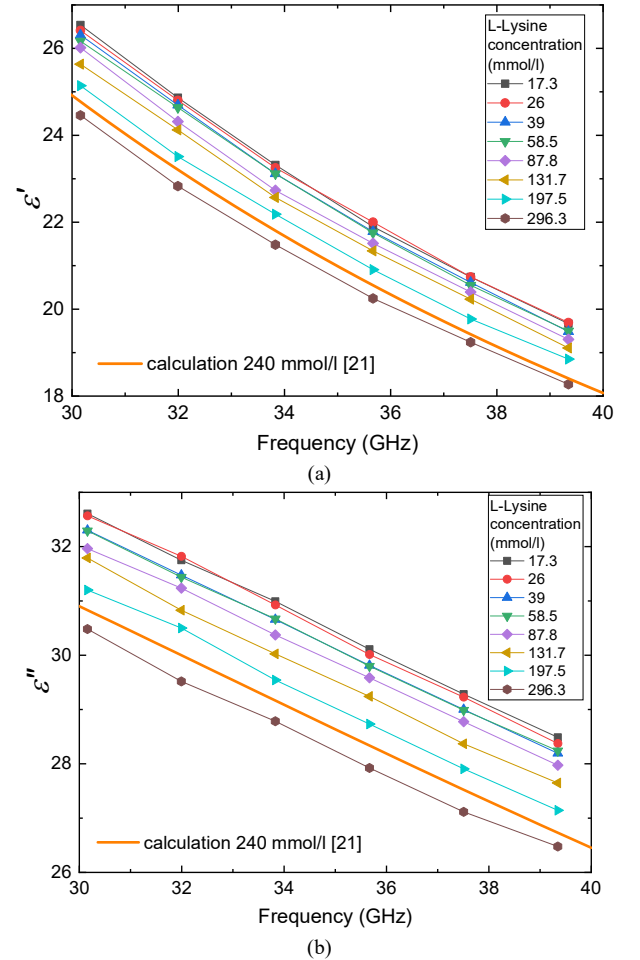 28
26
24
22
20
18
ε'
L-Lysine
concentration
(mmol/l)
17.3
26
39
58.5
87.8
131.7
197.5
296.3
calculation 240 mmol/l [21]
30 32 34 36 38 40
Frequency (GHz)
(a)
32
30
28
26
ε''
L-Lysine
concentration
(mmol/l)
17.3
26
39
58.5
87.8
131.7
197.5
296.3
calculation 240 mmol/l [21]
30 32 34 36 38 40
Frequency (GHz)
(b)